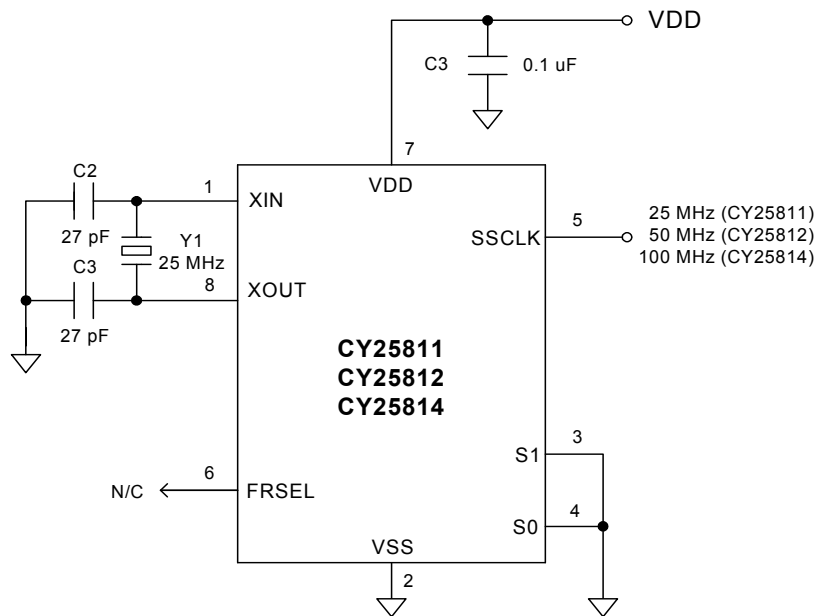 VDD
C3 0.1 uF
7
VDD
C2
1
XIN
27 pF
Y1
25 MHz
C3
8
XOUT
27 pF
SSCLK
5
25 MHz (CY25811)
50 MHz (CY25812)
100 MHz (CY25814)
CY25811
CY25812
CY25814
S1
3
6
N/C
FRSEL
S0
4
VSS
2